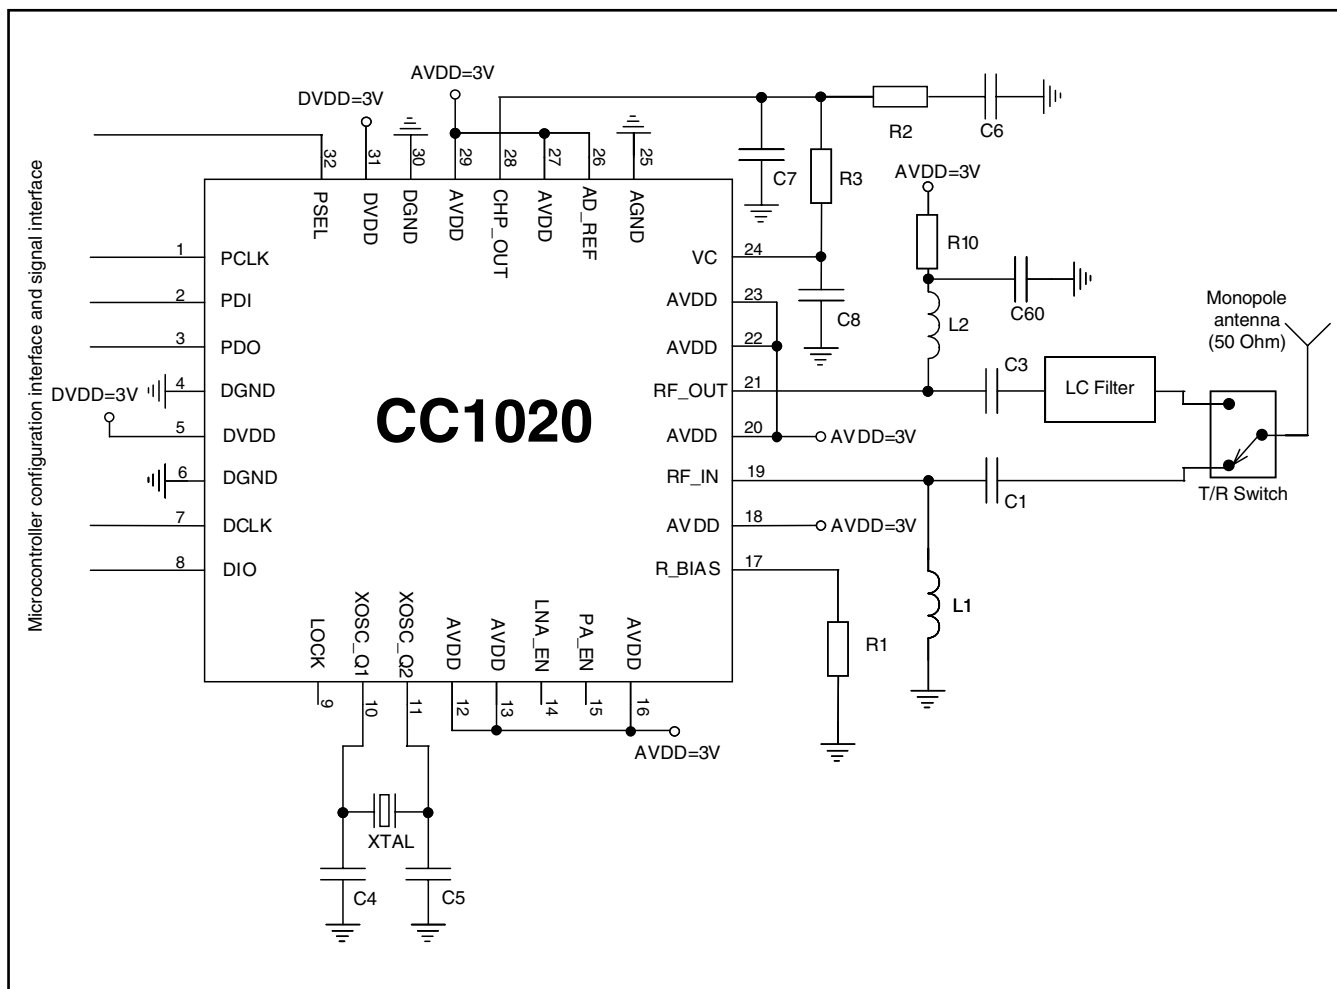 AVDD=3V
DVDD=3V
R2
C6
32
31
30
29
28
27
26
25
C7
R3
AVDD=3V
PSEL
DVDD
DGND
AVDD
CHP_OUT
AVDD
AD_REF
AGND
Microcontroller configuration interface and signal interface
R10
1
PCLK
VC
24
2
PDI
AVDD
23
C8
L2
C60
Monopole
antenna
(50 Ohm)
3
PDO
AVDD
22
C3
DVDD=3V
4
DGND
RF_OUT
21
LC Filter
CC1020
5
DVDD
AVDD
20
AVDD=3V
6
DGND
RF_IN
19
C1
T/R Switch
7
DCLK
AVDD
18
AVDD=3V
8
DIO
R_BIAS
17
LOCK
XOSC_Q1
XOSC_Q2
AVDD
AVDD
LNA_EN
PA_EN
AVDD
R1
L1
9
10
11
12
13
14
15
16
AVDD=3V
XTAL
C4
C5